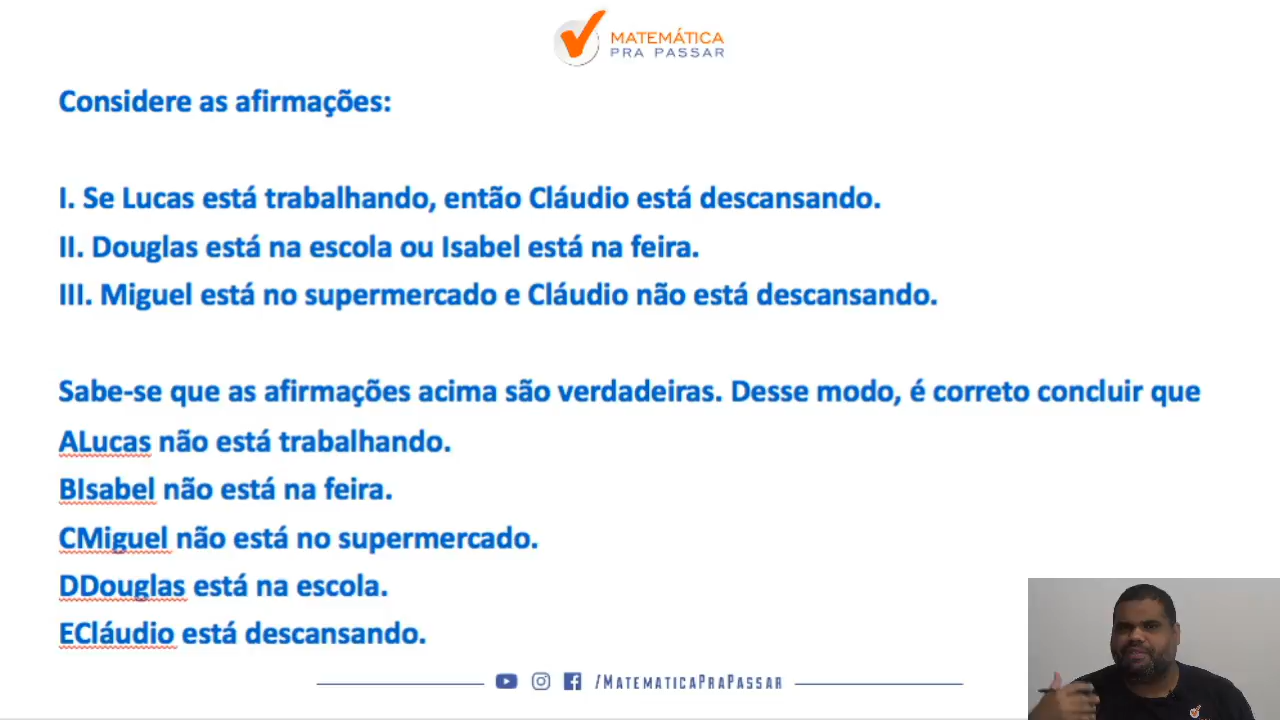 MATEMÁTICA
PRA PASSAR
Considere as afirmações:
I. Se Lucas está trabalhando, então Cláudio está descansando.
II. Douglas está na escola ou Isabel está na feira.
III. Miguel está no supermercado e Cláudio não está descansando.
Sabe-se que as afirmações acima são verdadeiras. Desse modo, é correto concluir que
ALucas não está trabalhando.
BIsabel não está na feira.
CMiguel não está no supermercado.
DDouglas está na escola.
ECláudio está descansando.
/MATEMATICAPRAPASSAR